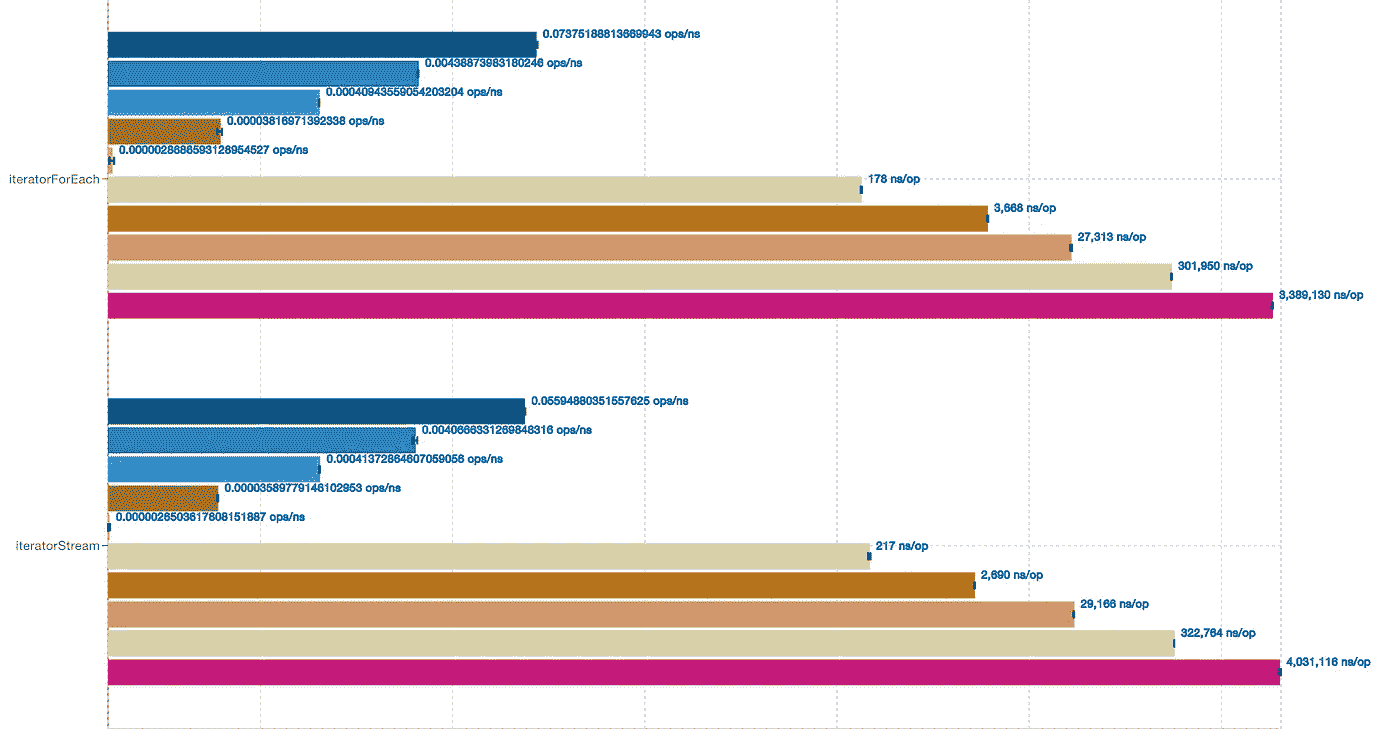 0.07375188813669943 ops/ns
0.00438873983180246 ops/ns
0.00040943559054203204 ops/ns
0.00003816971392338 ops/ns
0.0000028686593128954527 ops/ns
iteratorForEach
178 ns/op
3,668 ns/op
27,313 ns/op
301,950 ns/op
3,389,130 ns/op
0.05594880351557625 ops/ns
0.0040666331269848316 ops/ns
0.00041372864607059056 ops/ns
0.00003589779146102953 ops/ns
0.0000026503617608151887 ops/ns
iteratorStream
217 ns/op
2,690 ns/op
29,166 ns/op
322,764 ns/op
4,031,116 ns/op